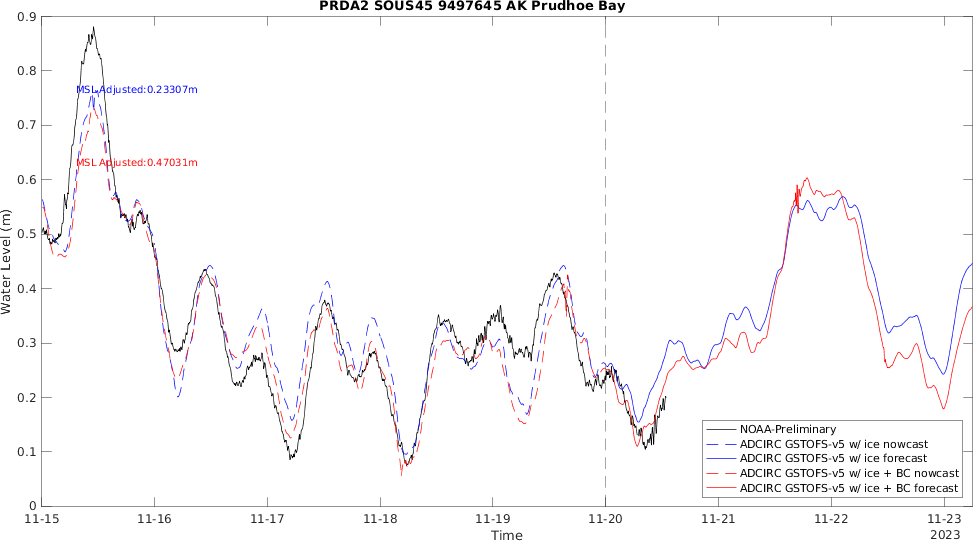 PRDA2 SOUS45 9497645 AK Prudhoe Bay
0.9
0.8
MSL Adjusted:0.23307m
0.7
MSL Adjusted:0.47031m
0.6
0.5
Water Level (m)
0.4
0.3
0.2
0.1
0
NOAA-Preliminary
ADCIRC GSTOFS-v5 w/ ice nowcast
ADCIRC GSTOFS-v5 w/ ice forecast
ADCIRC GSTOFS-v5 w/ ice + BC nowcast
ADCIRC GSTOFS-v5 w/ ice + BC forecast
11-15 11-16 11-17 11-18 11-19 11-20 11-21 11-22 11-23
Time 2023